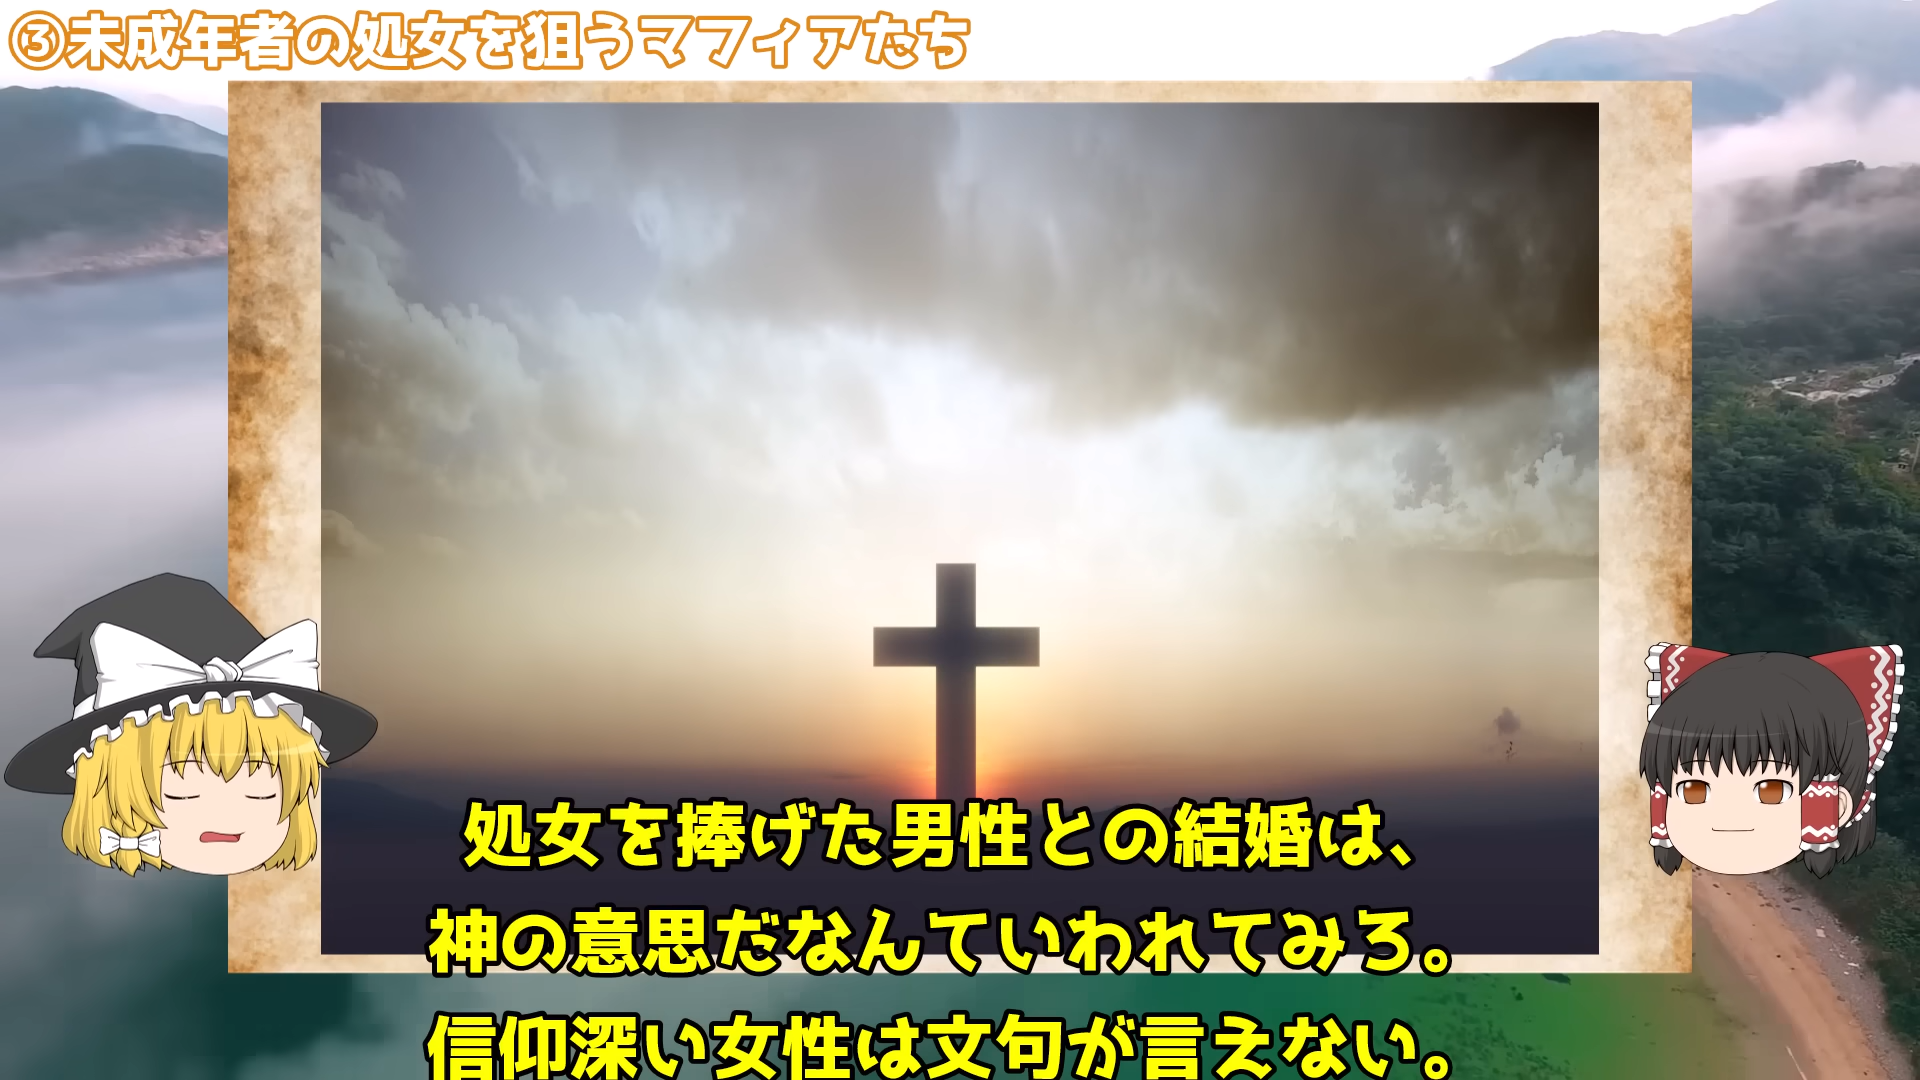 ③未成年者の処女を狙うマフィアたち
処女を捧げた男性との結婚は、
神の意思だなんていわれてみろ。
信仰深い女性は文句が言えない。